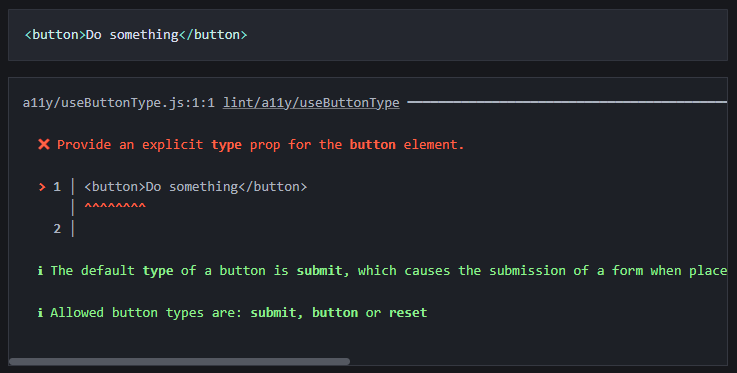 <button>Do something</button>
a11y/useButtonType.js:1:1 lint/a11y/useButtonType ━━━━━━━━━━━━━━━━━━━━━━━━━━━━━━━━━━━━━━━━
✖ Provide an explicit type prop for the button element.
> 1 │ <button>Do something</button>
│ ^^^^^^^^
2 │
ℹ The default type of a button is submit, which causes the submission of a form when place
ℹ Allowed button types are: submit, button or reset